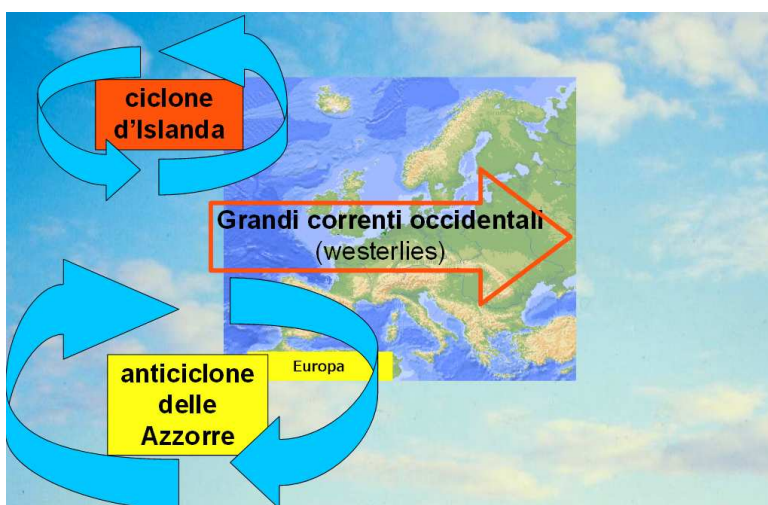 ciclone
d'Islanda
Grandi correnti occidentali
(westerlies)
anticiclone
delle
Azzorre
Europa